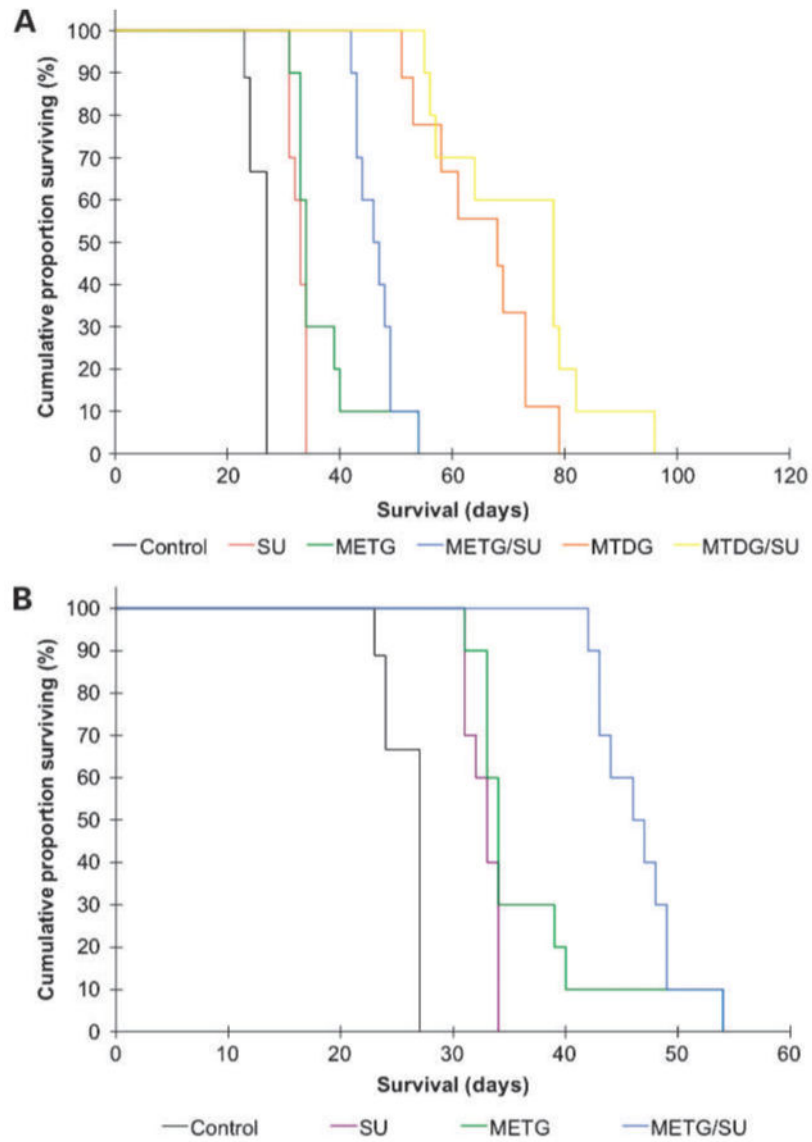 A
Cumulative proportion surviving (%)
100
90
80
70
60
50
40
30
20
10
0
0 20 40 60 80 100 120
Survival (days)
Control SU METG METG/SU MTDG MTDG/SU
B
Cumulative proportion surviving (%)
100
90
80
70
60
50
40
30
20
10
0
0 10 20 30 40 50 60
Survival (days)
Control SU METG METG/SU